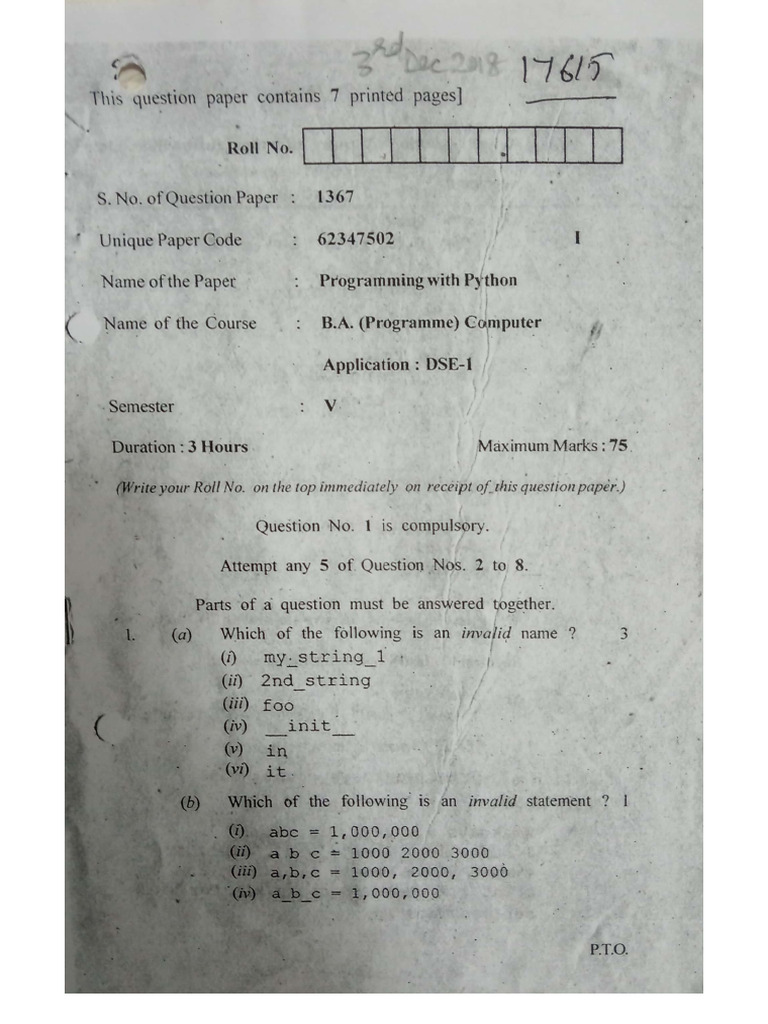 3rd Dec 2018 17615
This question paper contains 7 printed pages]
Roll No.
S. No. of Question Paper : 1367
Unique Paper Code : 62347502 I
Name of the Paper : Programming with Python
Name of the Course : B.A. (Programme) Computer
Application : DSE-1
Semester : V
Duration : 3 Hours Maximum Marks : 75
(Write your Roll No. on the top immediately on receipt of this question paper.)
Question No. 1 is compulsory.
Attempt any 5 of Question Nos. 2 to 8.
Parts of a question must be answered together.
1. (a) Which of the following is an invalid name ? 3
(i) my_string_1
(ii) 2nd_string
(iii) foo
(iv) __init__
(v) in
(vi) it
(b) Which of the following is an invalid statement ? 1
(i) abc = 1,000,000
(ii) a b c = 1000 2000 3000
(iii) a,b,c = 1000, 2000, 3000
(iv) a_b_c = 1,000,000
P.T.O.